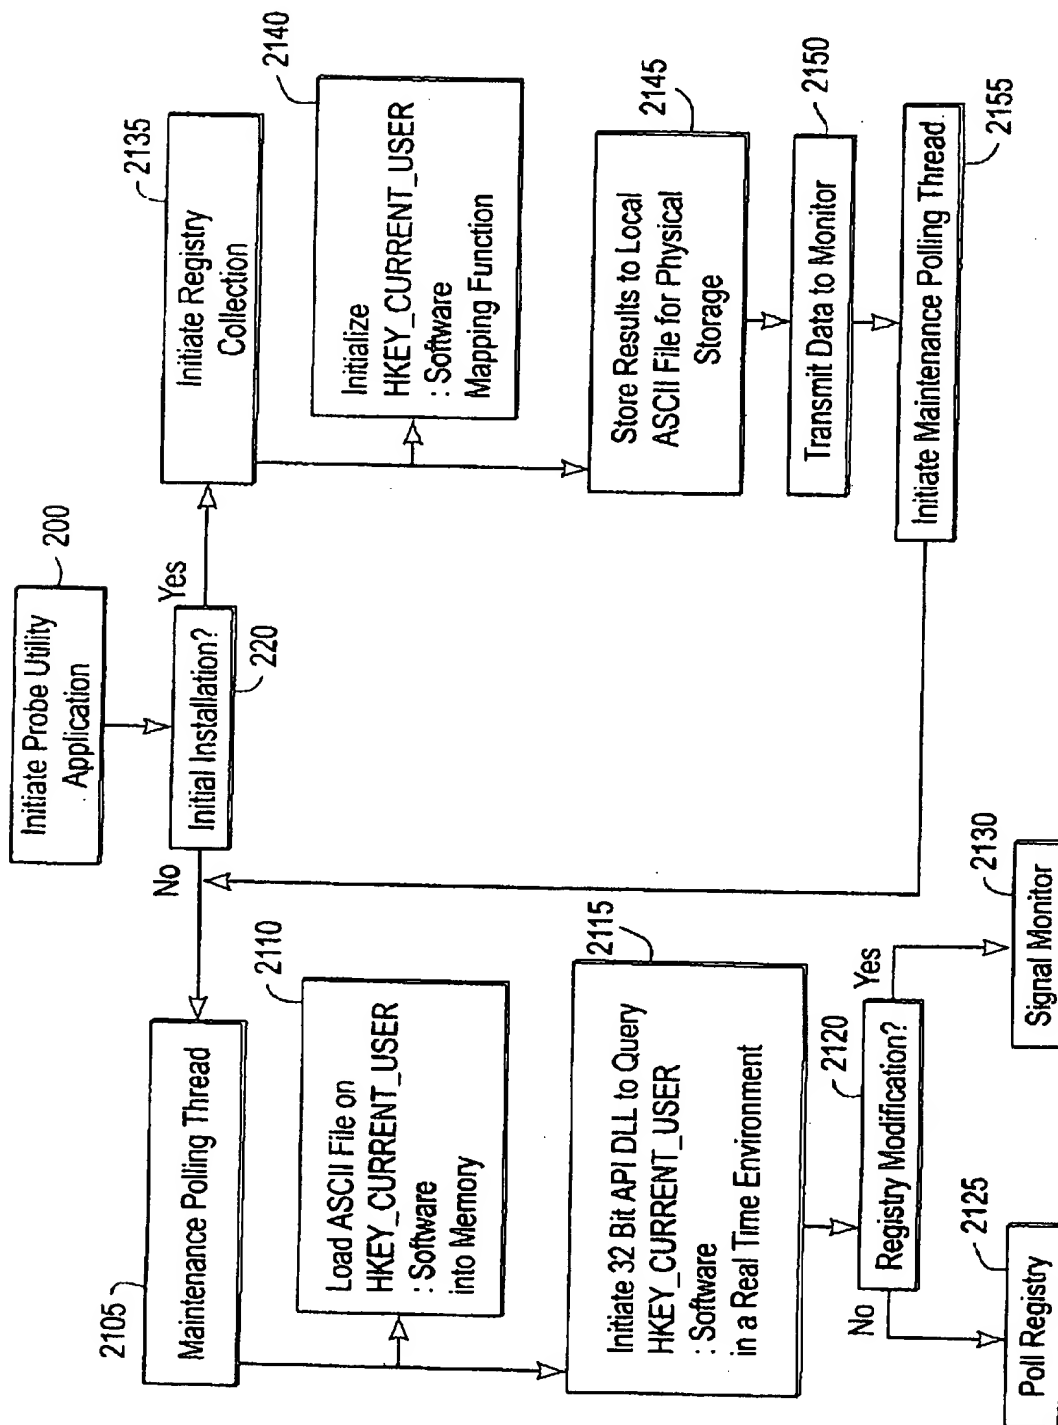 200
Initiate Probe Utility
Application
Initial Installation?
220
No
Yes
2105
Maintenance Polling Thread
2110
Load ASCII File on
HKEY_CURRENT_USER
: Software
into Memory
2115
Initiate 32 Bit API DLL to Query
HKEY_CURRENT_USER
: Software
in a Real Time Environment
2120
Registry Modification?
No
Yes
2125
Poll Registry
2130
Signal Monitor
2135
Initiate Registry
Collection
2140
Initialize
HKEY_CURRENT_USER
: Software
Mapping Function
2145
Store Results to Local
ASCII File for Physical
Storage
2150
Transmit Data to Monitor
2155
Initiate Maintenance Polling Thread